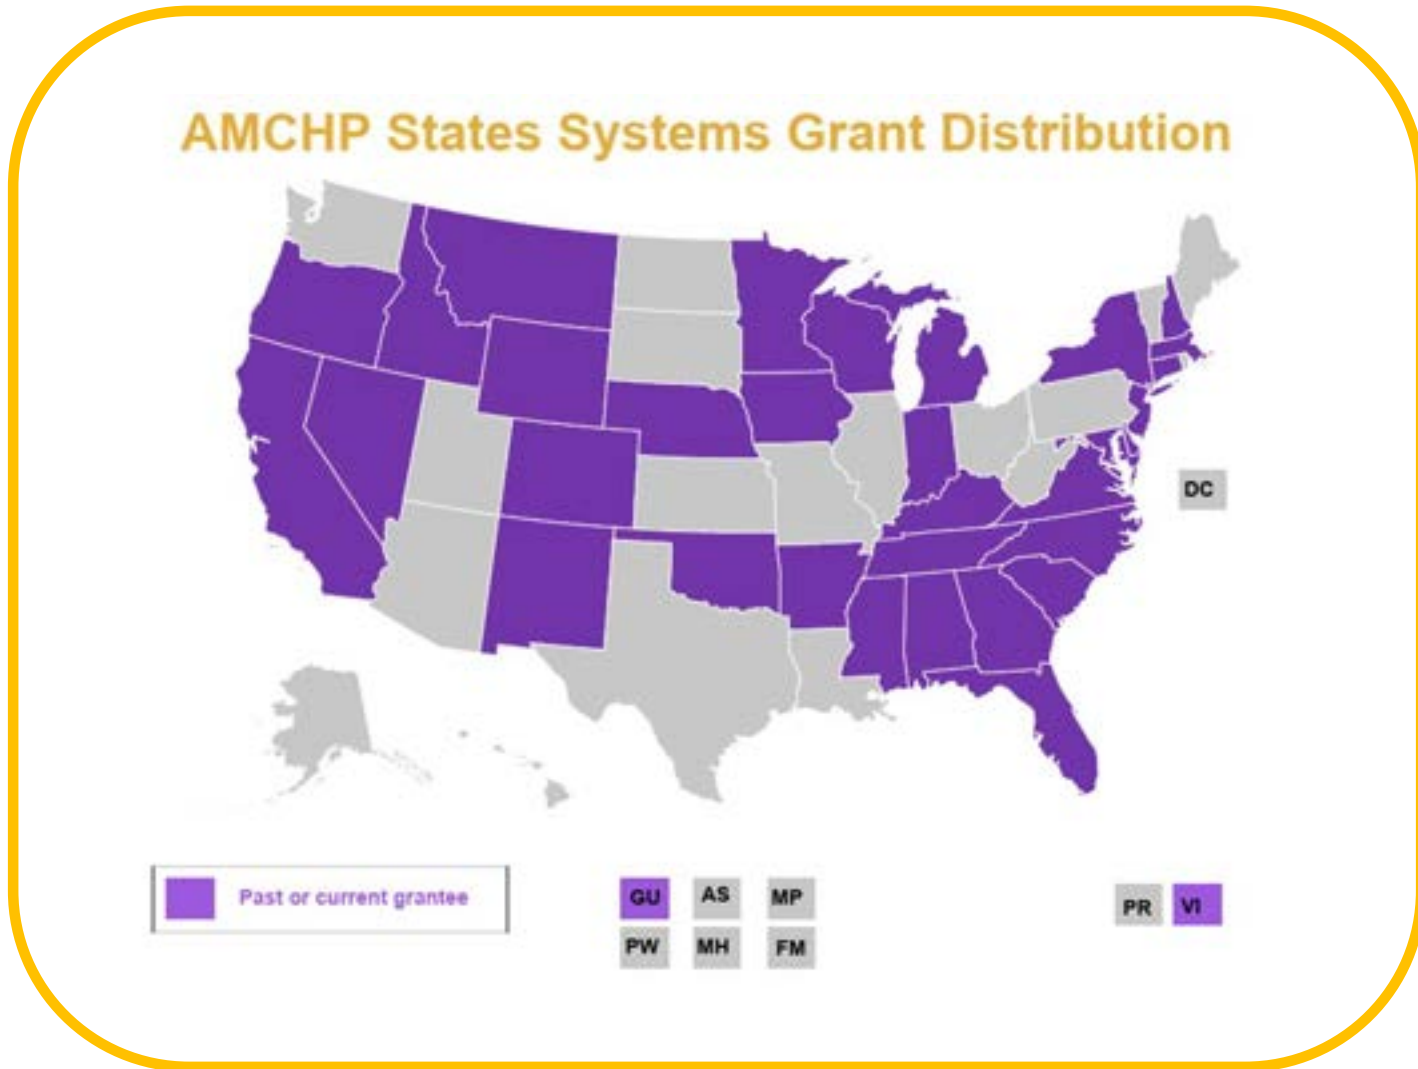 AMCHP States Systems Grant Distribution
DC
Past or current grantee
GU AS MP
PW MH FM
PR VI